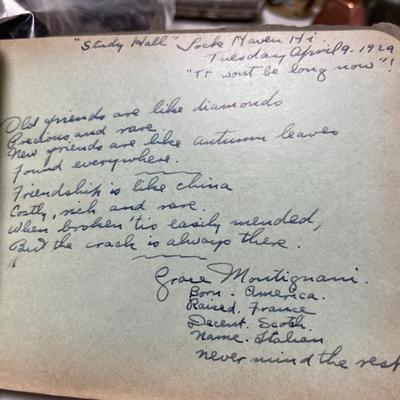 "Study Hall" Lock Haven Hi.
Tuesday April 9. 1929
"It won't be long now"!
Old friends are like diamonds
Precious and rare.
New friends are like autumn leaves
Found everywhere.
Friendship is like china
Costly, rich and rare.
When broken 'tis easily mended,
But the crack is always there.
Grace Montignani.
Born. America.
Raised. France
Decent. Scotch.
Name. Italian
never mind the rest